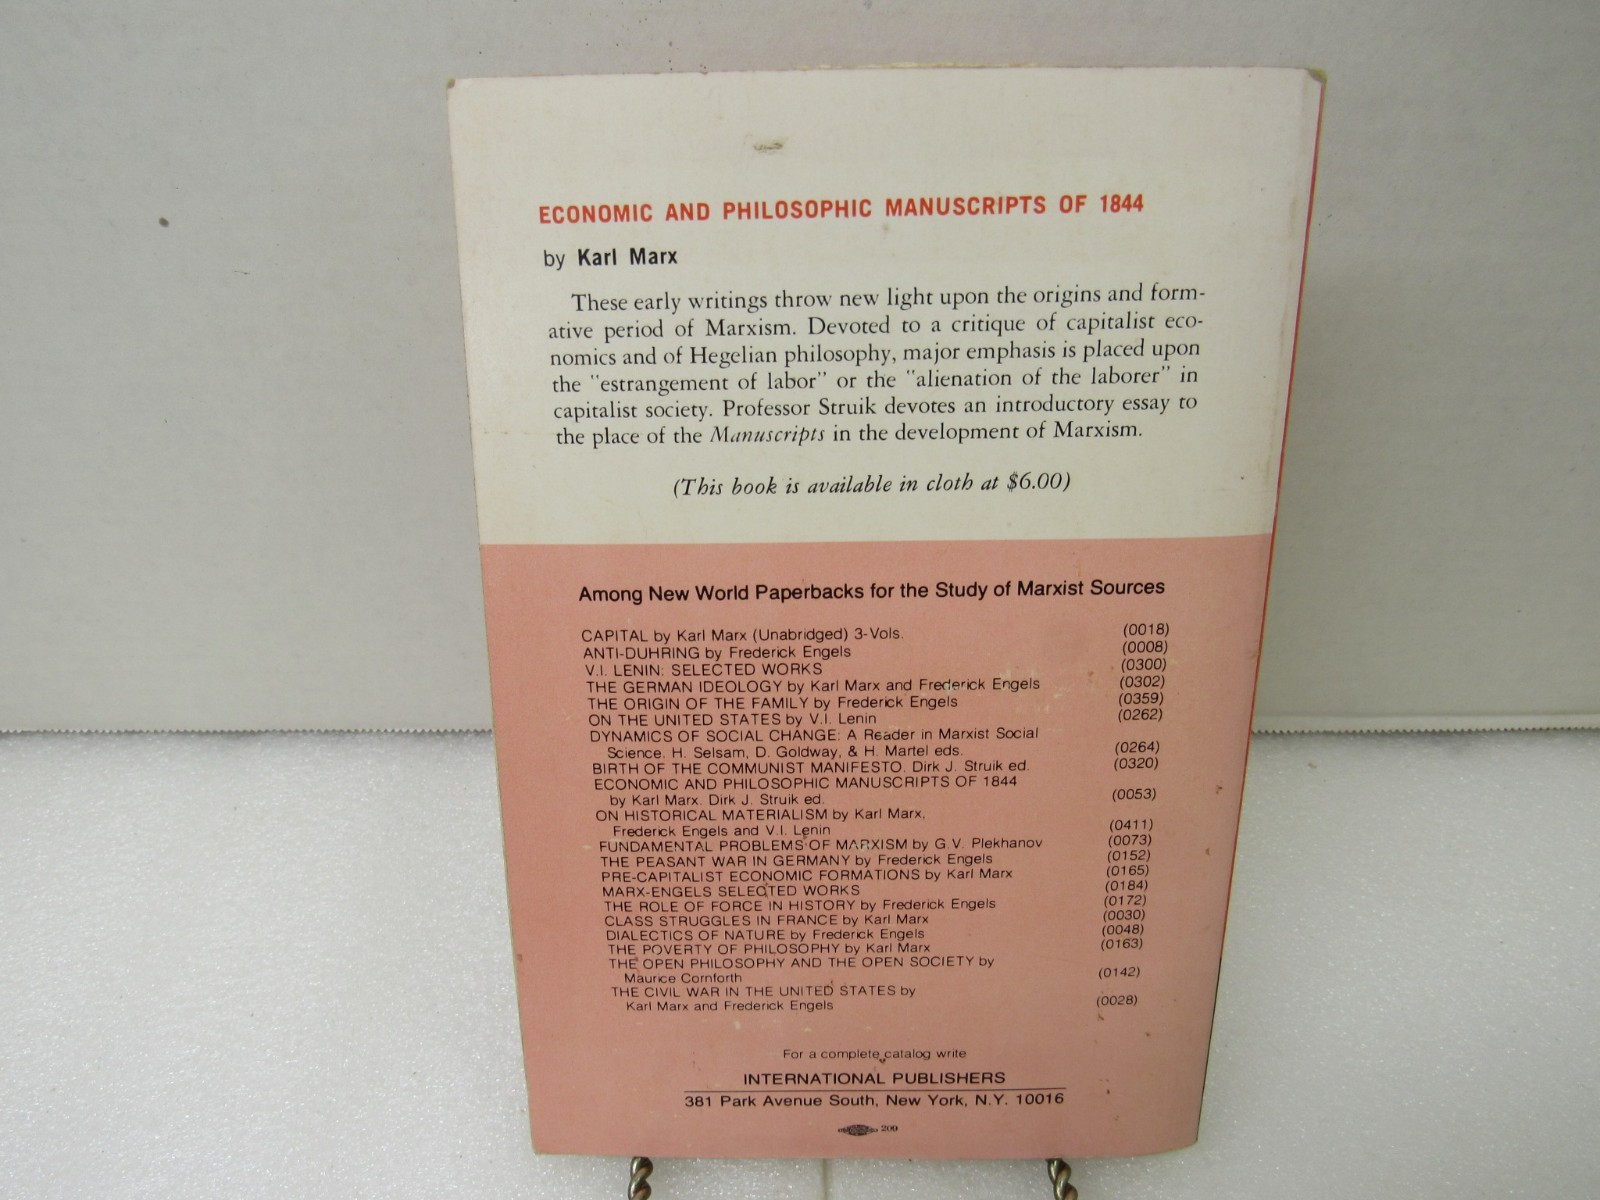 ECONOMIC AND PHILOSOPHIC MANUSCRIPTS OF 1844
by Karl Marx
These early writings throw new light upon the origins and form-
ative period of Marxism. Devoted to a critique of capitalist eco-
nomics and of Hegelian philosophy, major emphasis is placed upon
the "estrangement of labor" or the "alienation of the laborer" in
capitalist society. Professor Struik devotes an introductory essay to
the place of the Manuscripts in the development of Marxism.
(This book is available in cloth at $6.00)
Among New World Paperbacks for the Study of Marxist Sources
CAPITAL by Karl Marx (Unabridged) 3-Vols. (0018)
ANTI-DUHRING by Frederick Engels (0008)
V.I. LENIN: SELECTED WORKS (0300)
THE GERMAN IDEOLOGY by Karl Marx and Frederick Engels (0302)
THE ORIGIN OF THE FAMILY by Frederick Engels (0359)
ON THE UNITED STATES by V.I. Lenin (0262)
DYNAMICS OF SOCIAL CHANGE: A Reader in Marxist Social
Science. H. Selsam, D. Goldway, & H. Martel eds. (0264)
BIRTH OF THE COMMUNIST MANIFESTO. Dirk J. Struik ed. (0320)
ECONOMIC AND PHILOSOPHIC MANUSCRIPTS OF 1844
by Karl Marx. Dirk J. Struik ed. (0053)
ON HISTORICAL MATERIALISM by Karl Marx,
Frederick Engels and V.I. Lenin (0411)
FUNDAMENTAL PROBLEMS OF MARXISM by G.V. Plekhanov (0073)
THE PEASANT WAR IN GERMANY by Frederick Engels (0152)
PRE-CAPITALIST ECONOMIC FORMATIONS by Karl Marx (0165)
MARX-ENGELS SELECTED WORKS (0184)
THE ROLE OF FORCE IN HISTORY by Frederick Engels (0172)
CLASS STRUGGLES IN FRANCE by Karl Marx (0030)
DIALECTICS OF NATURE by Frederick Engels (0048)
THE POVERTY OF PHILOSOPHY by Karl Marx (0163)
THE OPEN PHILOSOPHY AND THE OPEN SOCIETY by
Maurice Cornforth (0142)
THE CIVIL WAR IN THE UNITED STATES by
Karl Marx and Frederick Engels (0028)
For a complete catalog write
INTERNATIONAL PUBLISHERS
381 Park Avenue South, New York, N.Y. 10016
209